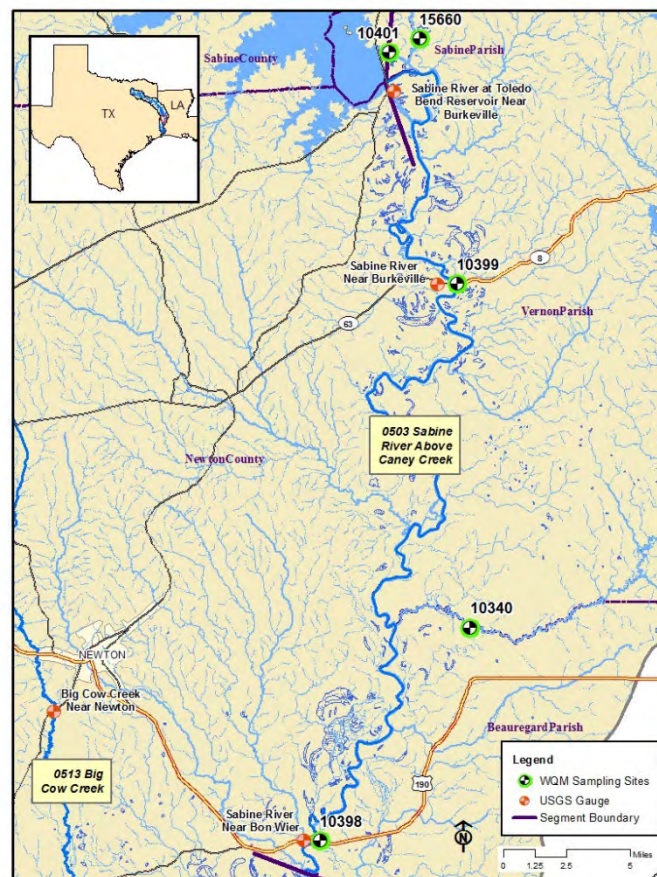 TX
LA
SabineCounty
10401
15660
SabineParish
Sabine River at Toledo
Bend Reservoir Near
Burkeville
Sabine River
Near Burkeville
10399
8
63
VernonParish
0503 Sabine
River Above
Caney Creek
NewtonCounty
10340
NEWTON
Big Cow Creek
Near Newton
BeauregardParish
0513 Big
Cow Creek
190
Sabine River
Near Bon Wier
10398
N
Legend
WQM Sampling Sites
USGS Gauge
Segment Boundary
Miles
0 1.25 2.5 5